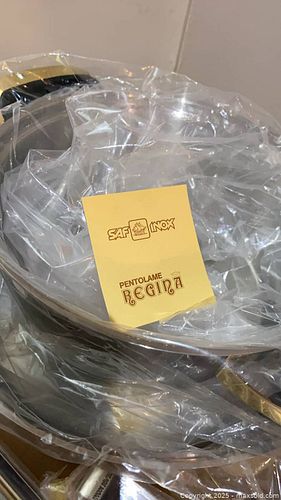 SAF INOX
PENTOLAME
REGINA
Copyright 2025 - maxsold.com